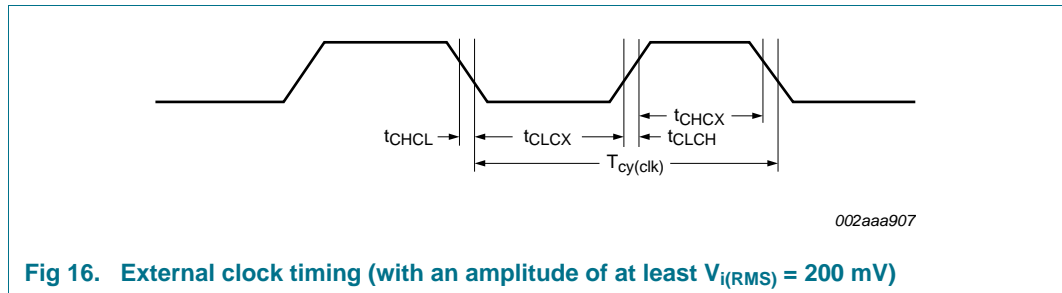 tCHCX
tCHCL tCLCX tCLCH
Tcy(clk)
002aaa907
Fig 16. External clock timing (with an amplitude of at least Vi(RMS) = 200 mV)